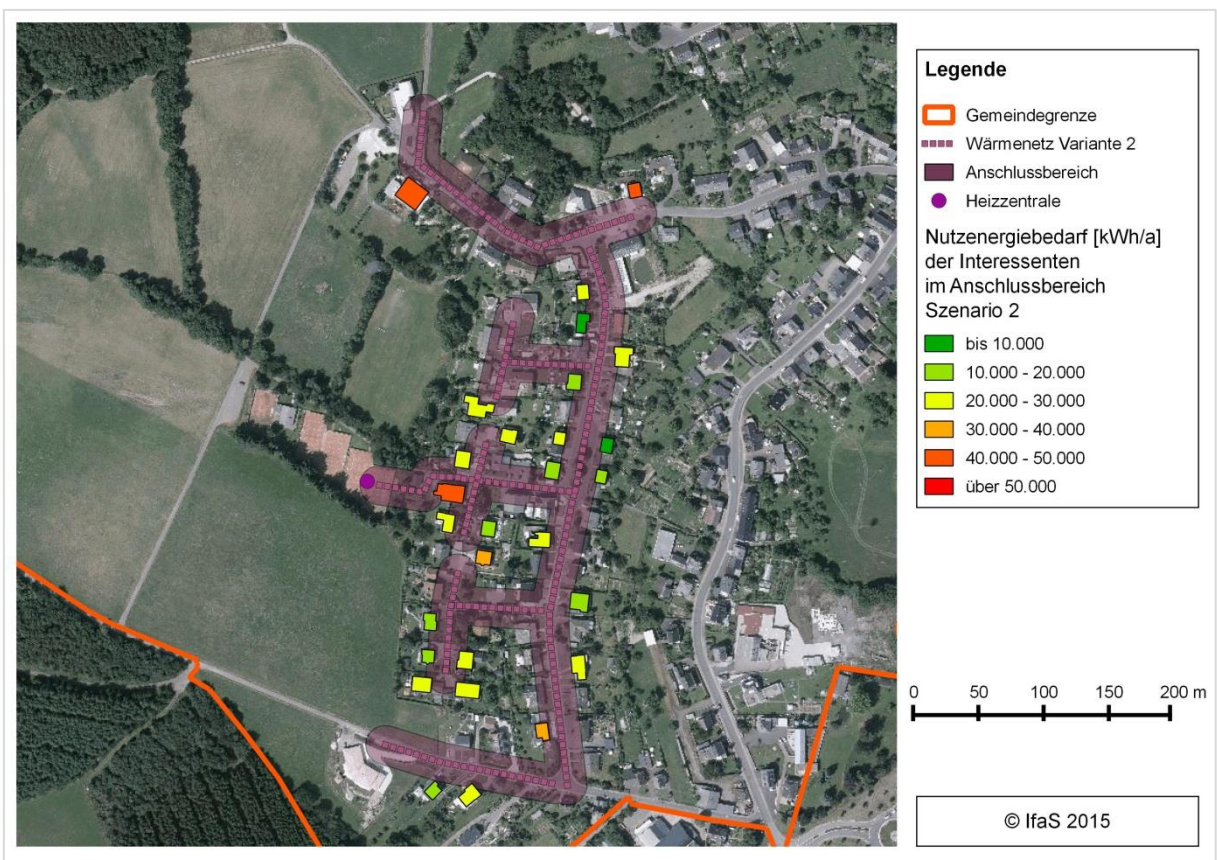 Legende
Gemeindegrenze
Wärmenetz Variante 2
Anschlussbereich
Heizzentrale
Nutzenergiebedarf [kWh/a]
der Interessenten
im Anschlussbereich
Szenario 2
bis 10.000
10.000 - 20.000
20.000 - 30.000
30.000 - 40.000
40.000 - 50.000
über 50.000
0 50 100 150 200 m
© IfaS 2015